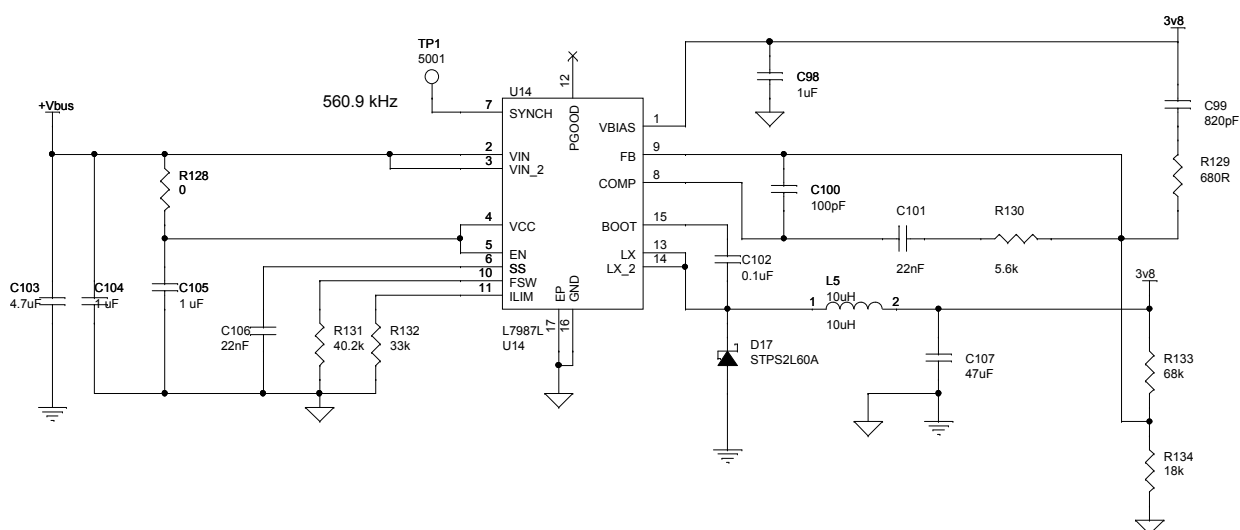 3v8
TP1
5001
12
C98
1uF
560.9 kHz
U14
+Vbus
7
SYNCH
PGOOD
VBIAS
1
C99
820pF
2
VIN
3
VIN_2
FB
9
COMP
8
R128
0
R129
680R
C100
100pF
C101
22nF
R130
5.6k
4
VCC
BOOT
15
5
EN
LX
13
6
SS
LX_2
14
10
FSW
11
ILIM
C102
0.1uF
EP
GND
17
16
3v8
L5
10uH
1
2
10uH
C103
4.7uF
C104
1 uF
C105
1 uF
C106
22nF
R131
40.2k
R132
33k
L7987L
U14
D17
STPS2L60A
C107
47uF
R133
68k
R134
18k